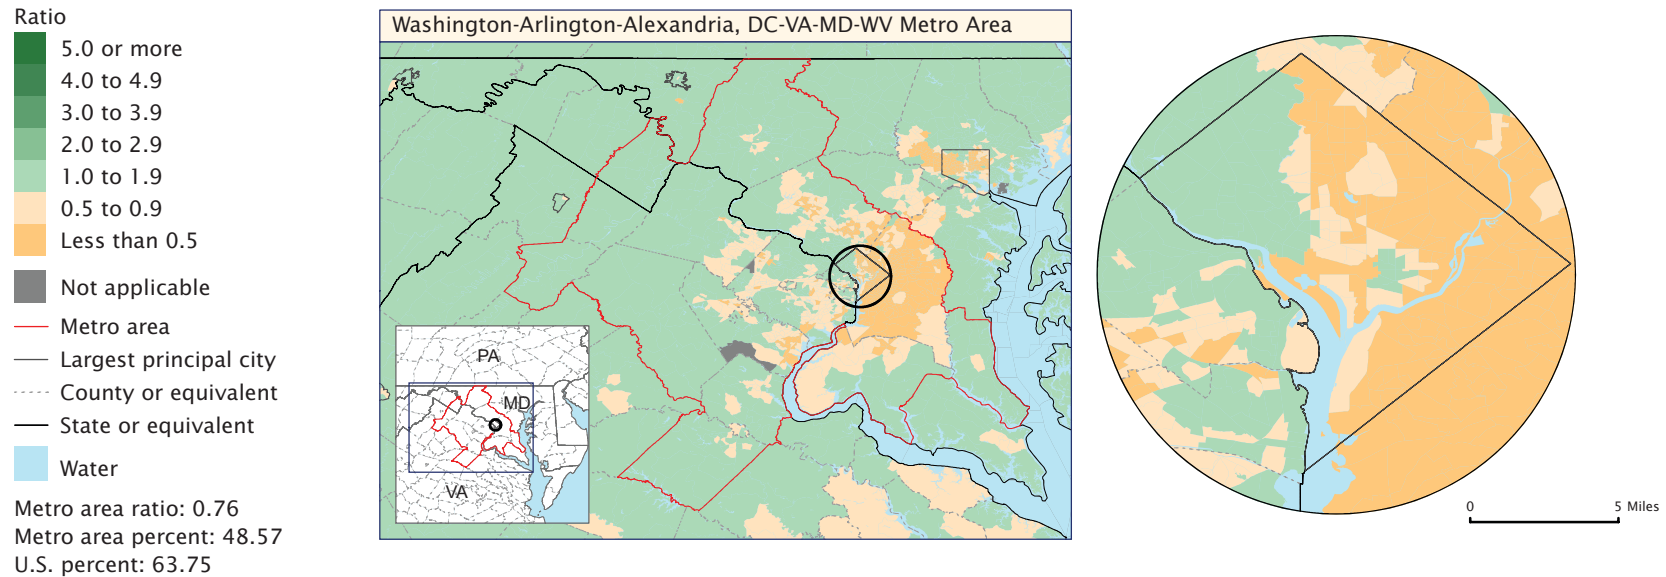 Ratio
5.0 or more
4.0 to 4.9
3.0 to 3.9
2.0 to 2.9
1.0 to 1.9
0.5 to 0.9
Less than 0.5
Not applicable
Metro area
Largest principal city
County or equivalent
State or equivalent
Water
Metro area ratio: 0.76
Metro area percent: 48.57
U.S. percent: 63.75
Washington-Arlington-Alexandria, DC-VA-MD-WV Metro Area
PA
MD
VA
0 5 Miles